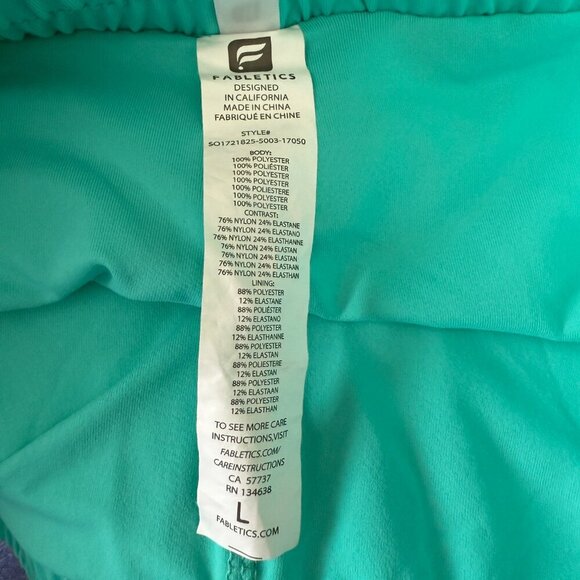 FABLETICS
DESIGNED
IN CALIFORNIA
MADE IN CHINA
FABRIQUÉ EN CHINE
STYLE#
SO1721825-5003-17050
BODY:
100% POLYESTER
100% POLIÉSTER
100% POLYESTER
100% POLYESTER
100% POLIESTERE
100% POLYESTER
100% POLYESTER
CONTRAST:
76% NYLON 24% ELASTANE
76% NYLON 24% ELASTANO
76% NYLON 24% ELASTHANNE
76% NYLON 24% ELASTAN
76% NYLON 24% ELASTAN
76% NYLON 24% ELASTAAN
76% NYLON 24% ELASTHAN
LINING:
88% POLYESTER
12% ELASTANE
88% POLIÉSTER
12% ELASTANO
88% POLYESTER
12% ELASTHANNE
88% POLYESTER
12% ELASTAN
88% POLIESTERE
12% ELASTAN
88% POLYESTER
12% ELASTAAN
88% POLYESTER
12% ELASTHAN
TO SEE MORE CARE
INSTRUCTIONS,VISIT
FABLETICS.COM/
CAREINSTRUCTIONS
CA 57737
RN 134638
L
FABLETICS.COM